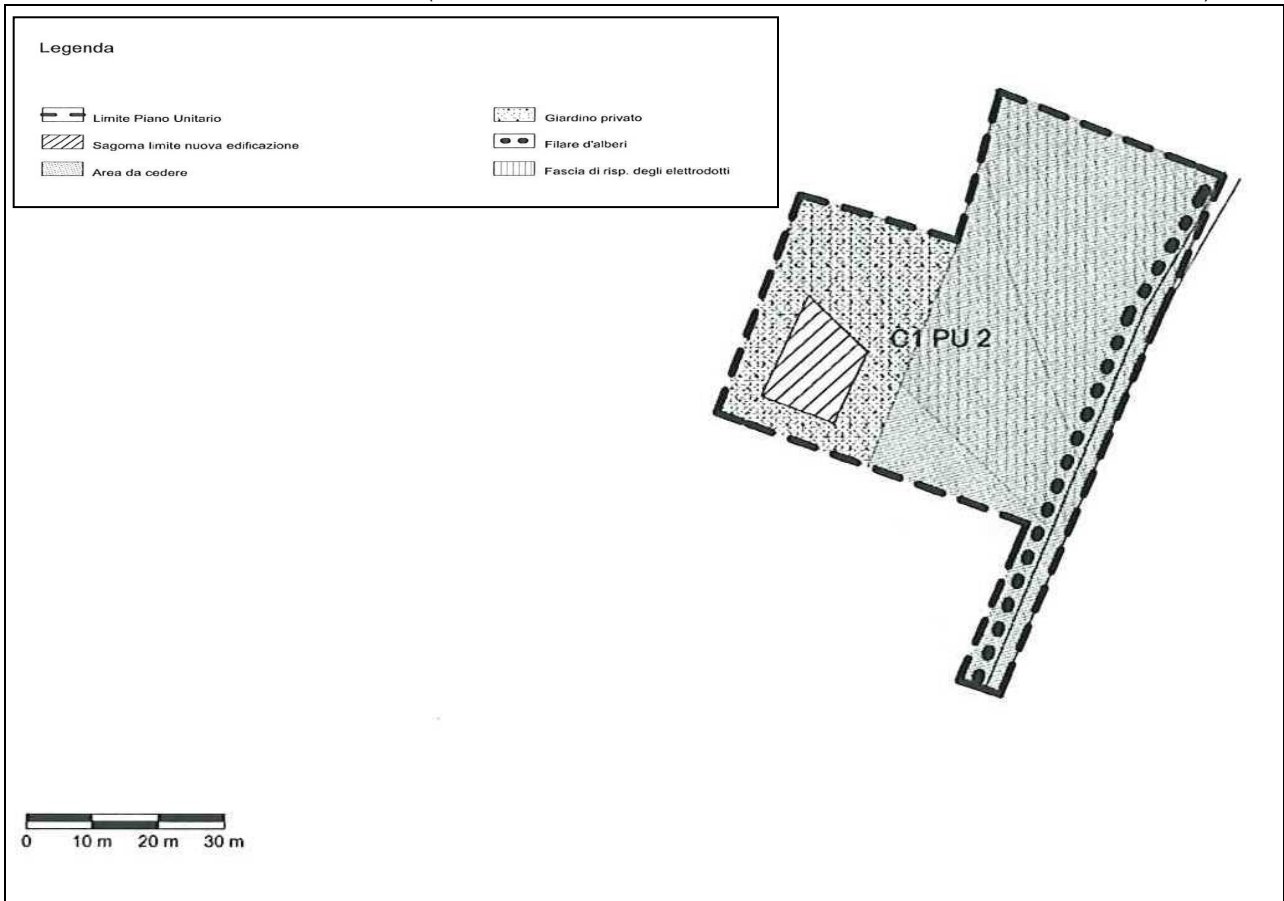 Legenda
Limite Piano Unitario
Sagoma limite nuova edificazione
Area da cedere
Giardino privato
Filare d'alberi
Fascia di risp. degli elettrodotti
C1 PU 2
0 10 m 20 m 30 m